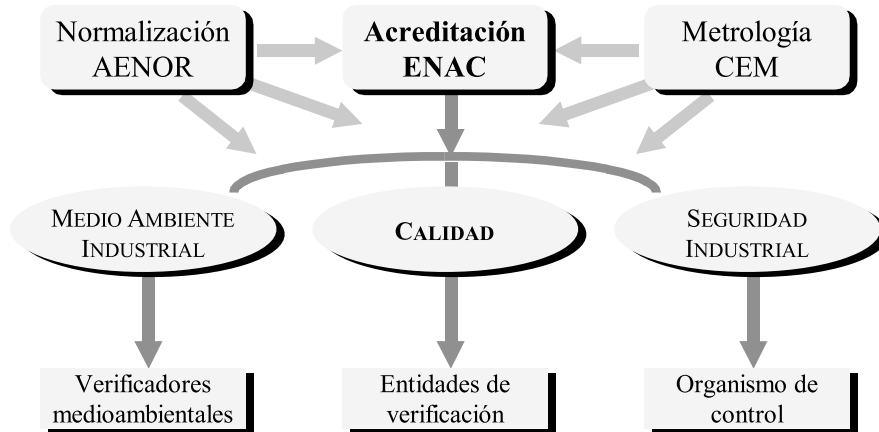 Normalización
AENOR
Acreditación
ENAC
Metrología
CEM
MEDIO AMBIENTE
INDUSTRIAL
CALIDAD
SEGURIDAD
INDUSTRIAL
Verificadores
medioambientales
Entidades de
verificación
Organismo de
control